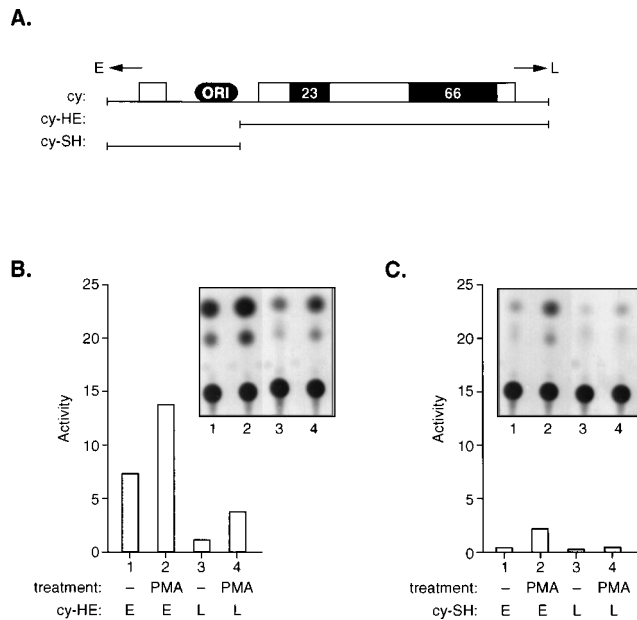 A.
E L
cy: ORI 23 66
cy-HE:
cy-SH:
B. C.
25 25
20 20
15 15
1 2 3 4 1 2 3 4
Activity Activity
10 10
5 5
0 0
1 2 3 4 1 2 3 4
treatment: – PMA – PMA treatment: – PMA – PMA
cy-HE: E E L L cy-SH: E E L L